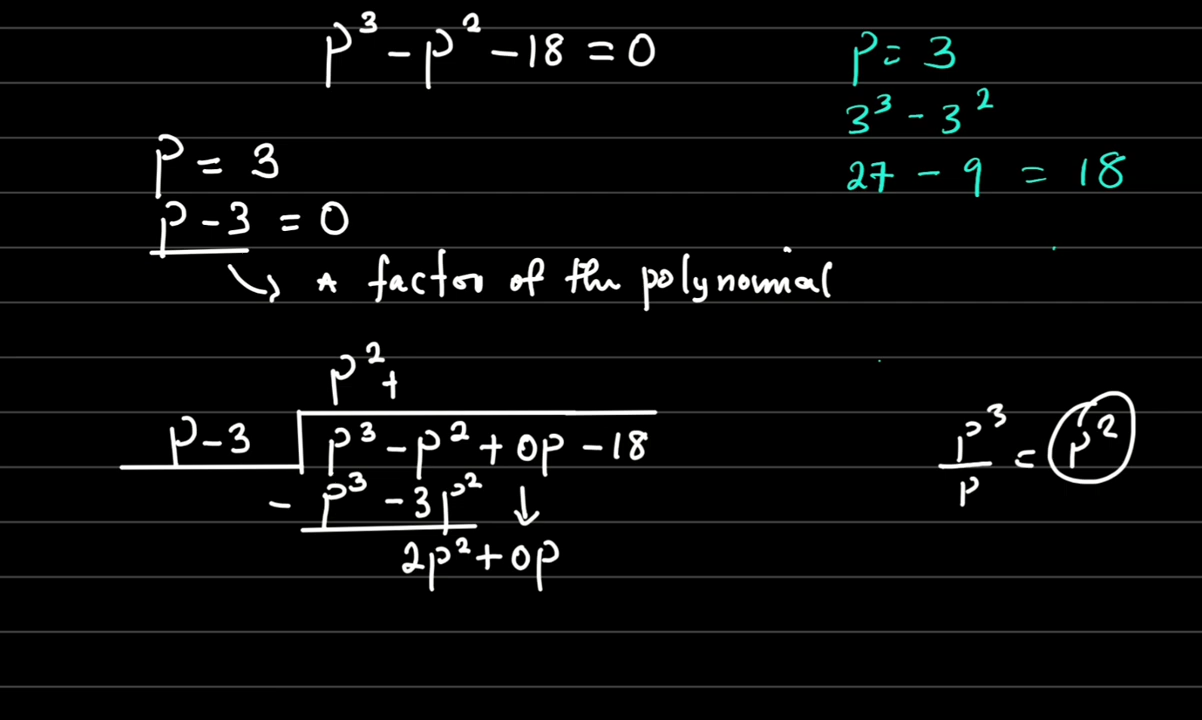 p³ - p² - 18 = 0
p = 3
3³ - 3²
27 - 9 = 18
p = 3
p - 3 = 0
↳ A factor of the polynomial
p² +
p - 3 | p³ - p² + 0p - 18
- p³ - 3p² ↓
2p² + 0p
p³/p = p²